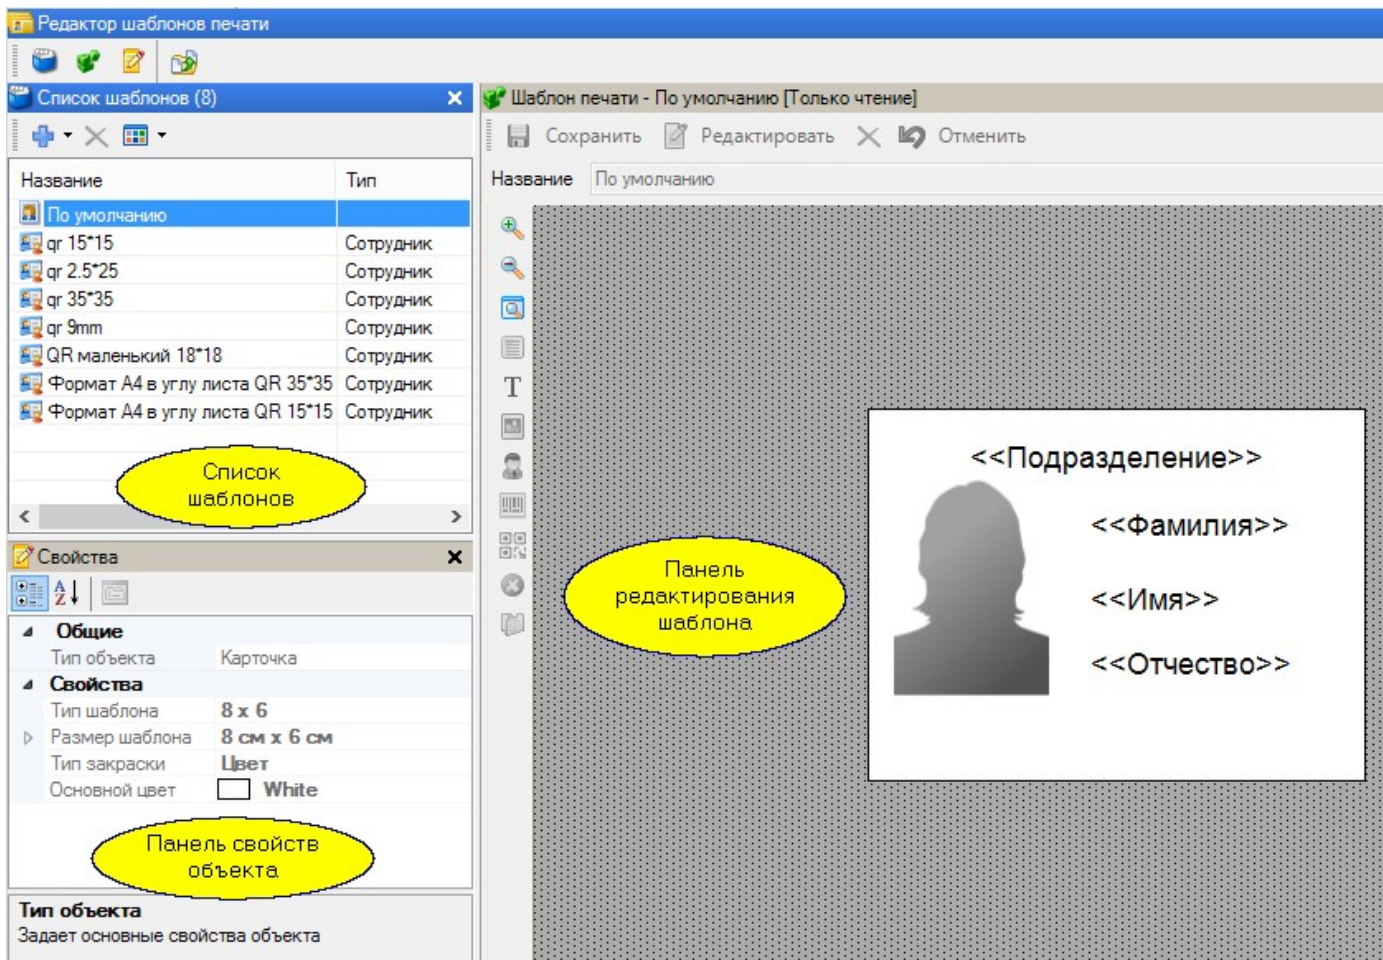 Редактор шаблонов печати
Список шаблонов (8)
Название Тип
По умолчанию
qr 15*15 Сотрудник
qr 2.5*25 Сотрудник
qr 35*35 Сотрудник
qr 9mm Сотрудник
QR маленький 18*18 Сотрудник
Формат А4 в углу листа QR 35*35 Сотрудник
Формат А4 в углу листа QR 15*15 Сотрудник
Список
шаблонов
Свойства
Общие
Тип объекта Карточка
Свойства
Тип шаблона 8 x 6
Размер шаблона 8 см x 6 см
Тип закраски Цвет
Основной цвет White
Панель свойств
объекта
Тип объекта
Задает основные свойства объекта
Шаблон печати - По умолчанию [Только чтение]
Сохранить Редактировать Отменить
Название По умолчанию
Панель
редактирования
шаблона
<<Подразделение>>
<<Фамилия>>
<<Имя>>
<<Отчество>>